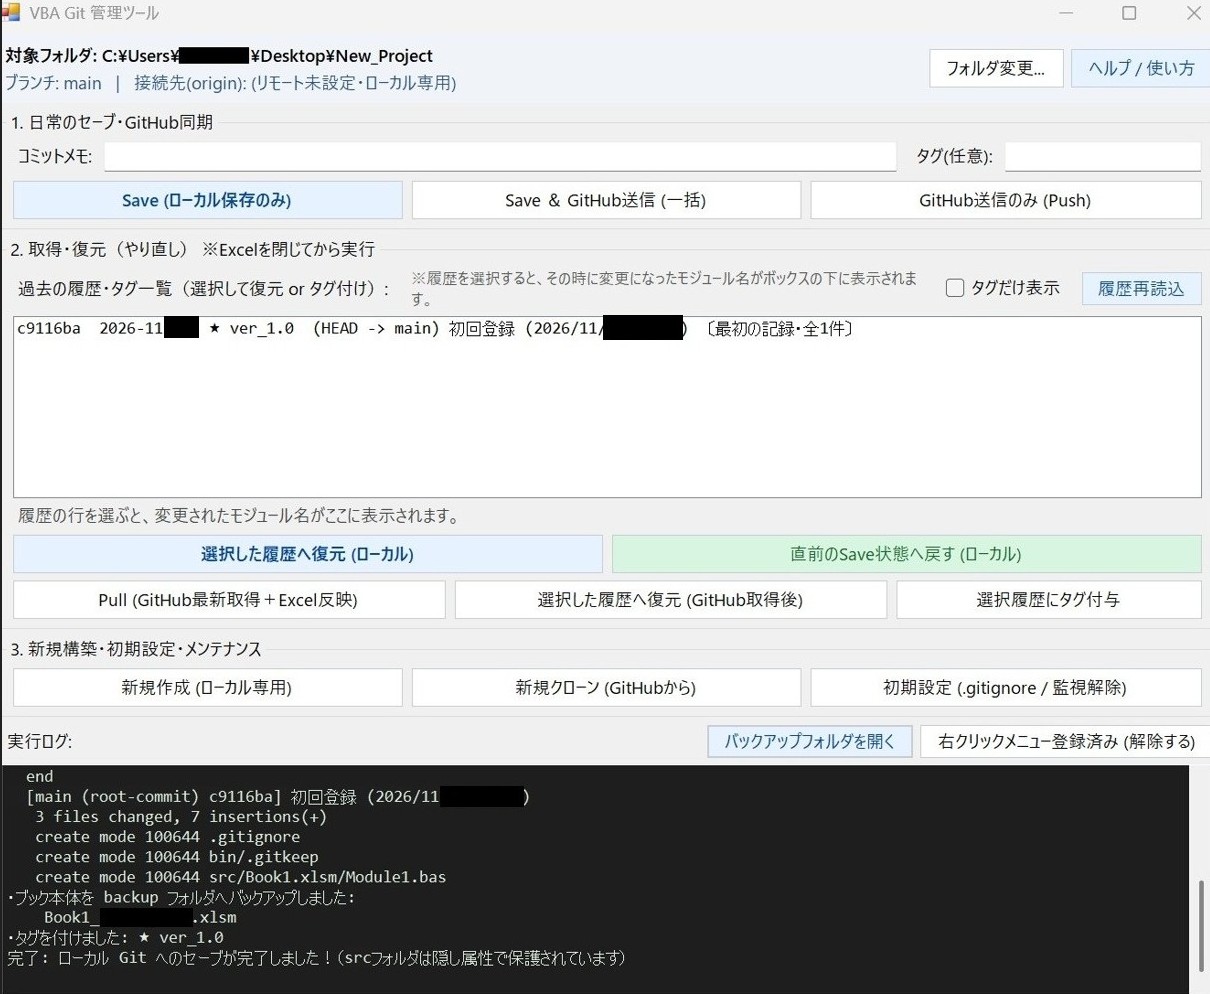 VBA Git 管理ツール
対象フォルダ: C:¥Users¥ ¥Desktop¥New_Project
フォルダ変更...
ヘルプ / 使い方
ブランチ: main | 接続先(origin): (リモート未設定・ローカル専用)
1. 日常のセーブ・GitHub同期
コミットメモ:
タグ(任意):
Save (ローカル保存のみ)
Save & GitHub送信 (一括)
GitHub送信のみ (Push)
2. 取得・復元（やり直し） ※Excelを閉じてから実行
過去の履歴・タグ一覧（選択して復元 or タグ付け）:
※履歴を選択すると、その時に変更になったモジュール名がボックスの下に表示されま
す。
タグだけ表示
履歴再読込
c9116ba 2026-11 ★ ver_1.0 (HEAD -> main) 初回登録 (2026/11/ ) 〔最初の記録・全1件〕
履歴の行を選ぶと、変更されたモジュール名がここに表示されます。
選択した履歴へ復元 (ローカル)
直前のSave状態へ戻す (ローカル)
Pull (GitHub最新取得＋Excel反映)
選択した履歴へ復元 (GitHub取得後)
選択履歴にタグ付与
3. 新規構築・初期設定・メンテナンス
新規作成 (ローカル専用)
新規クローン (GitHubから)
初期設定 (.gitignore / 監視解除)
実行ログ:
バックアップフォルダを開く
右クリックメニュー登録済み (解除する)
end
[main (root-commit) c9116ba] 初回登録 (2026/11 )
3 files changed, 7 insertions(+)
create mode 100644 .gitignore
create mode 100644 bin/.gitkeep
create mode 100644 src/Book1.xlsm/Module1.bas
・ブック本体を backup フォルダへバックアップしました:
Book1_ .xlsm
・タグを付けました: ★ ver_1.0
完了: ローカル Git へのセーブが完了しました！(srcフォルダは隠し属性で保護されています)